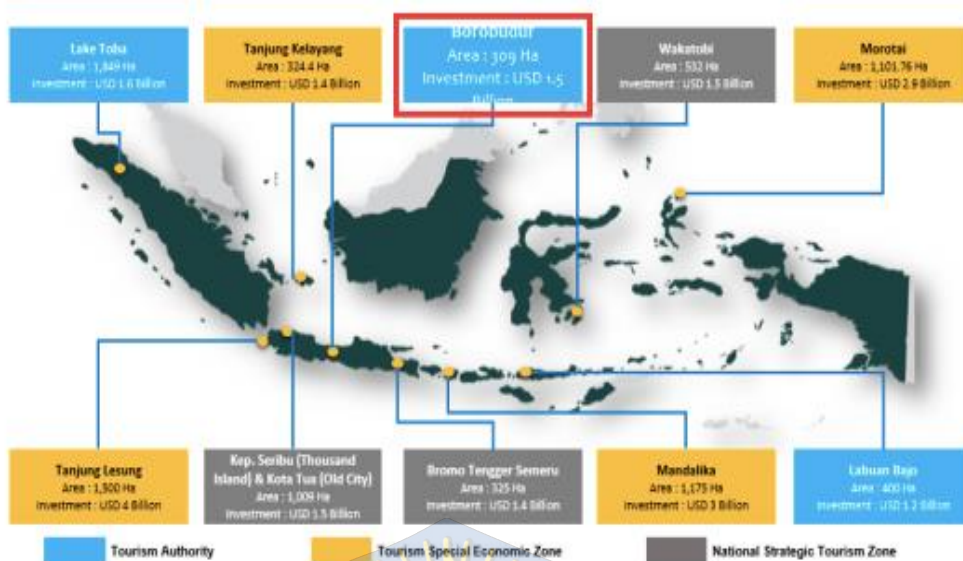 Lake Toba
Area : 1,849 Ha
Investment : USD 1.6 Billion
Tanjung Kelayang
Area : 324.4 Ha
Investment : USD 1.4 Billion
Borobudur
Area : 309 Ha
Investment : USD 1.5
Billion
Wakatobi
Area : 532 Ha
Investment : USD 1.3 Billion
Morotai
Area : 1,101.76 Ha
Investment : USD 2.9 Billion
Tanjung Lesung
Area : 1,500 Ha
Investment : USD 4 Billion
Kep. Seribu (Thousand
Island) & Kota Tua (Old City)
Area : 1,009 Ha
Investment : USD 1.5 Billion
Bromo Tengger Semeru
Area : 325 Ha
Investment : USD 1.4 Billion
Mandalika
Area : 1,175 Ha
Investment : USD 3 Billion
Labuan Bajo
Area : 400 Ha
Investment : USD 1.2 Billion
Tourism Authority
Tourism Special Economic Zone
National Strategic Tourism Zone